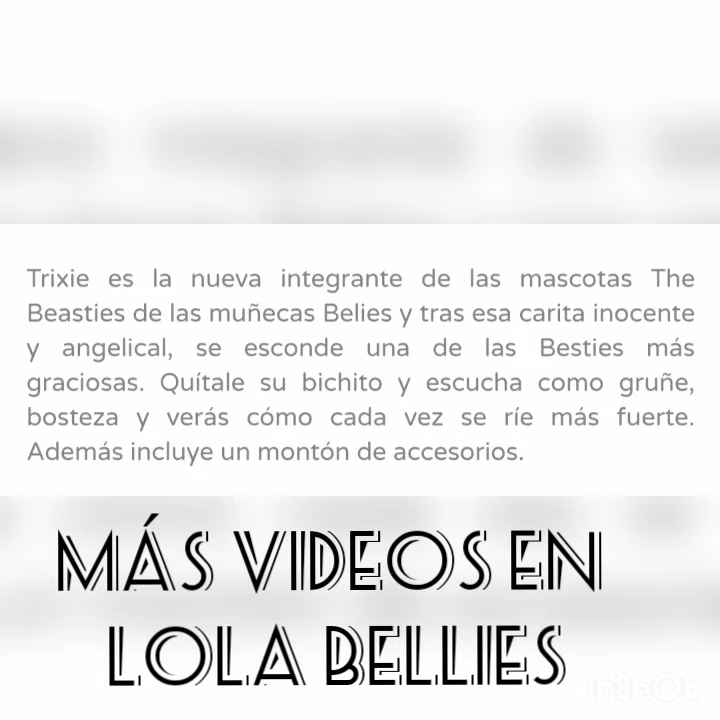 Trixie es la nueva integrante de las mascotas The
Beasties de las muñecas Belies y tras esa carita inocente
y angelical, se esconde una de las Besties más
graciosas. Quítale su bichito y escucha como gruñe,
bosteza y verás cómo cada vez se ríe más fuerte.
Además incluye un montón de accesorios.
MÁS VIDEOS EN
LOLA BELLIES
InShOt